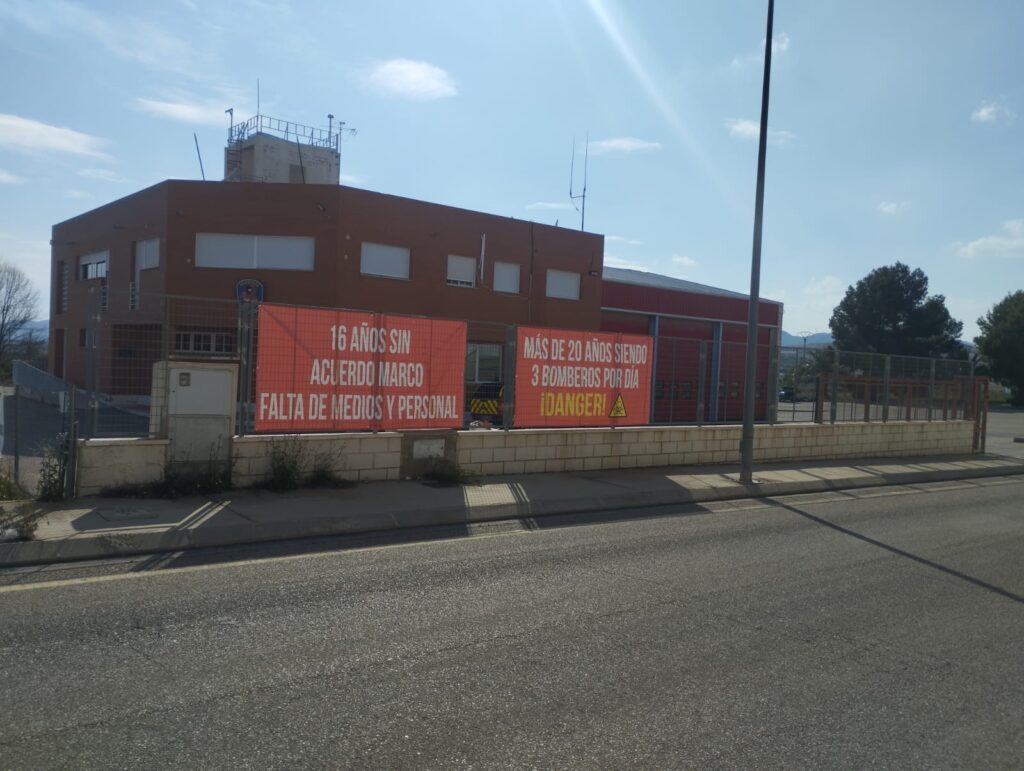 16 AÑOS SIN
ACUERDO MARCO
FALTA DE MEDIOS Y PERSONAL
MÁS DE 20 AÑOS SIENDO
3 BOMBEROS POR DÍA
¡DANGER!